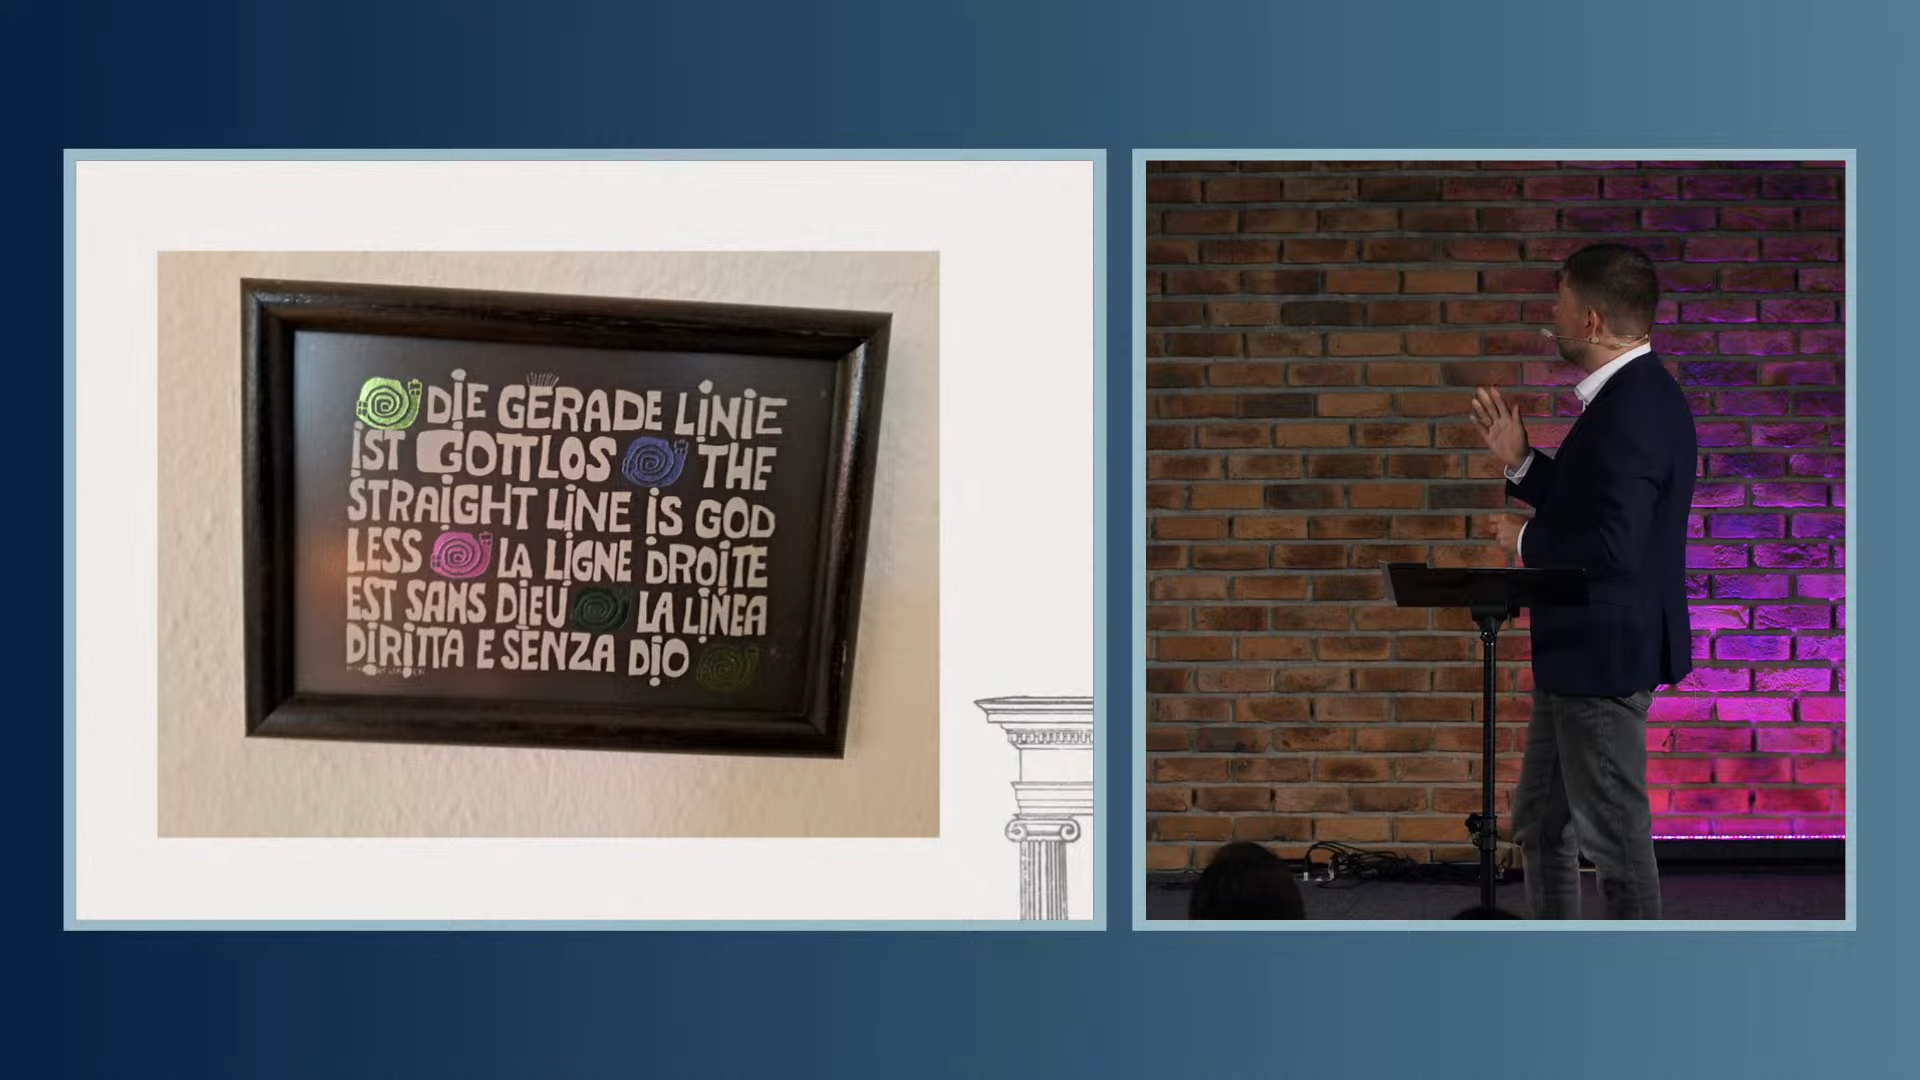 DIE GERADE LINIE
IST GOTTLOS THE
STRAIGHT LINE IS GOD
LESS LA LIGNE DROITE
EST SANS DIEU LA LINEA
DIRITTA E SENZA DIO